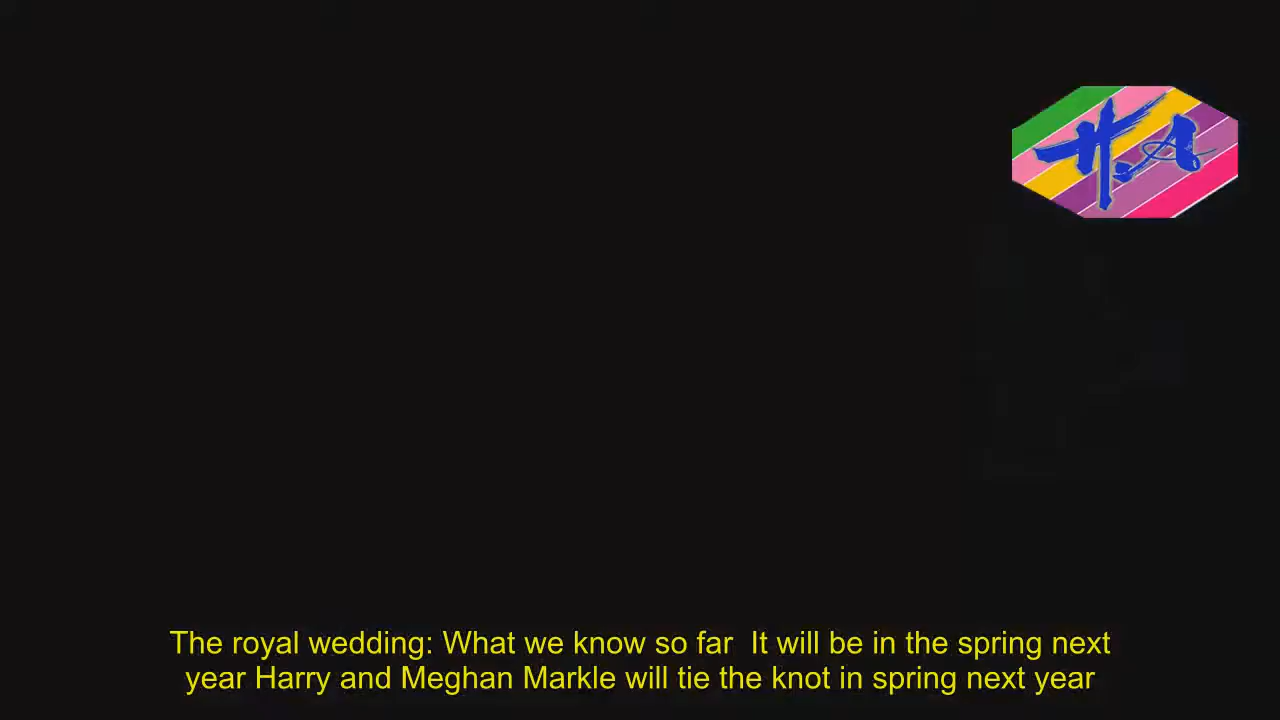 H.A
The royal wedding: What we know so far  It will be in the spring next
year Harry and Meghan Markle will tie the knot in spring next year